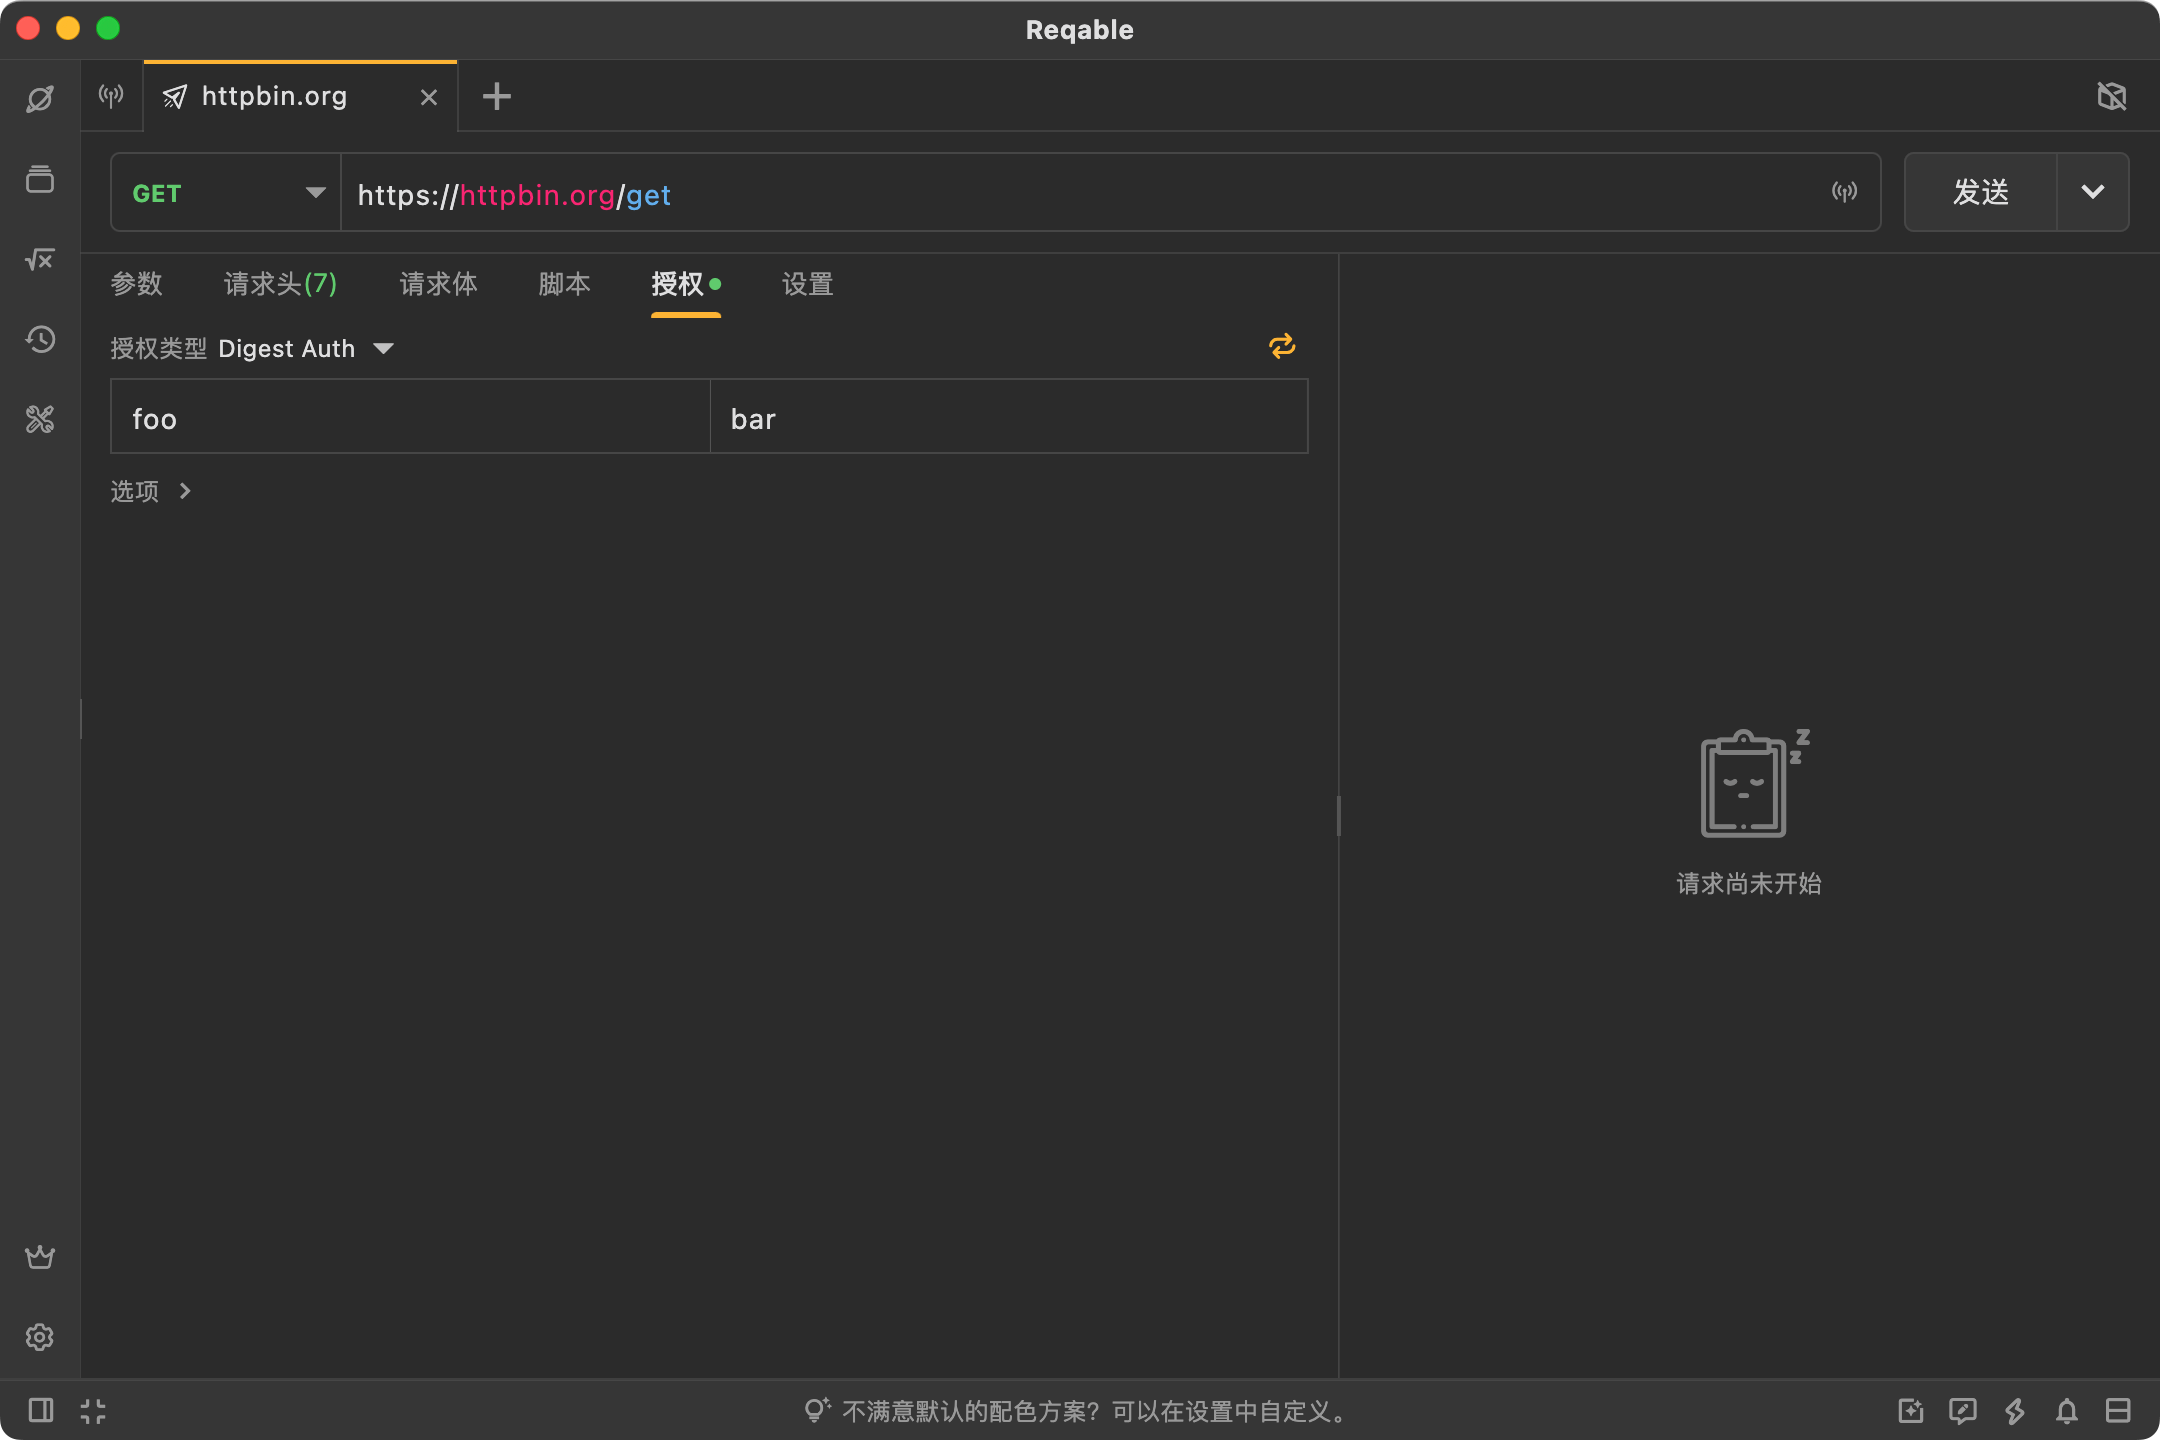 Reqable
httpbin.org
GET
https://httpbin.org/get
发送
参数 请求头(7) 请求体 脚本 授权 设置
授权类型 Digest Auth
foo bar
选项
请求尚未开始
不满意默认的配色方案？可以在设置中自定义。